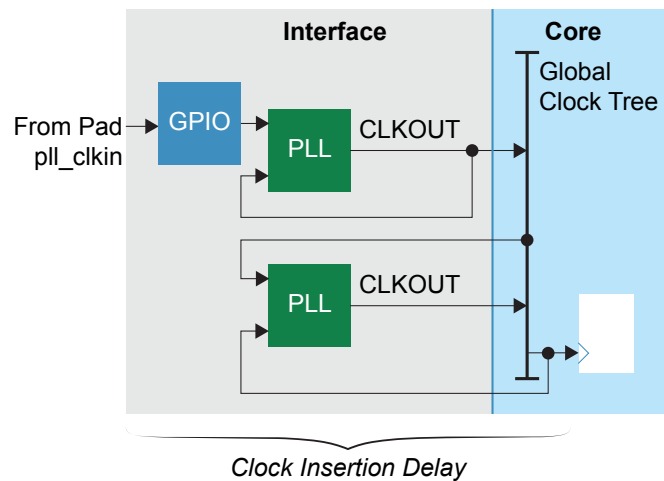 Interface
Core
Global
Clock Tree
GPIO
From Pad
pll_clkin
CLKOUT
PLL
CLKOUT
PLL
Clock Insertion Delay